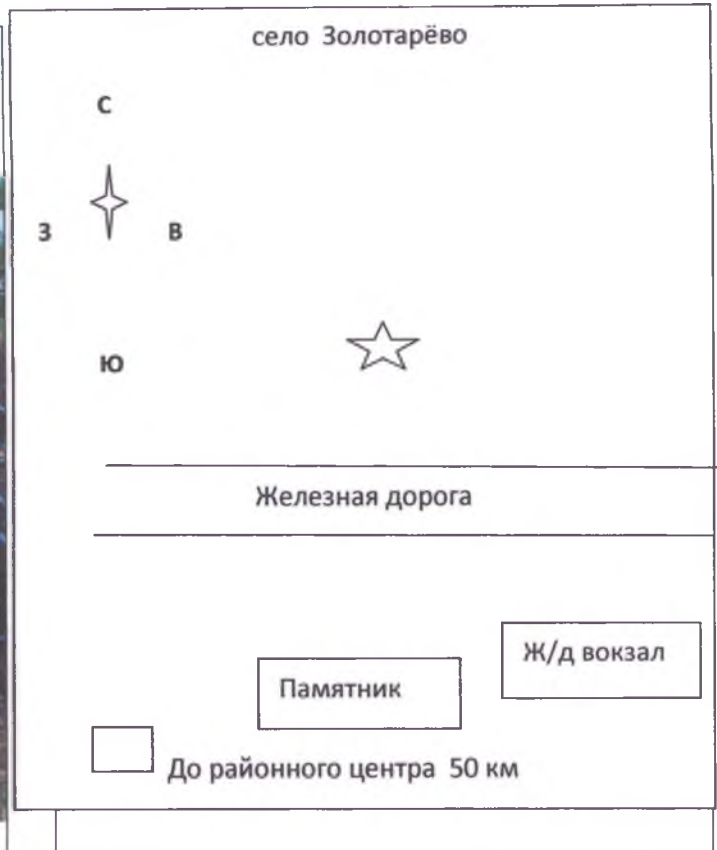 село Золотарёво
С
З В
Ю
Железная дорога
Ж/д вокзал
Памятник
До районного центра 50 км